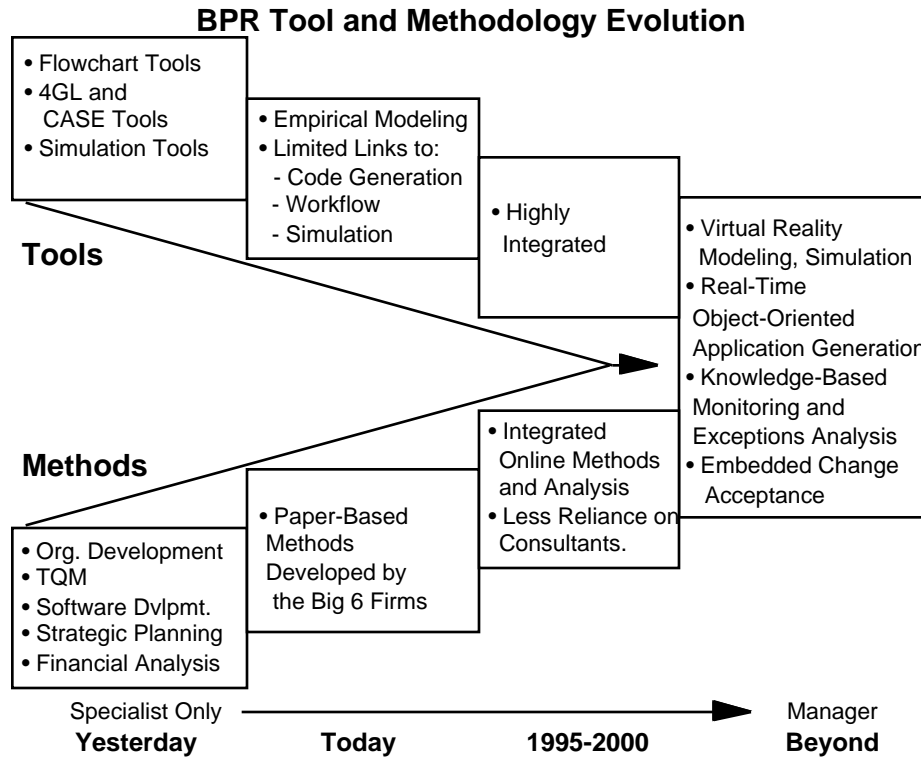 BPR Tool and Methodology Evolution
• Flowchart Tools
• 4GL and
CASE Tools
• Simulation Tools
• Empirical Modeling
• Limited Links to:
- Code Generation
- Workflow
- Simulation
• Highly
Integrated
• Virtual Reality
Modeling, Simulation
• Real-Time
Object-Oriented
Application Generation
• Knowledge-Based
Monitoring and
Exceptions Analysis
• Embedded Change
Acceptance
Tools
Methods
• Org. Development
• TQM
• Software Dvlpmt.
• Strategic Planning
• Financial Analysis
• Paper-Based
Methods
Developed by
the Big 6 Firms
• Integrated
Online Methods
and Analysis
• Less Reliance on
Consultants.
Specialist Only
Manager
Yesterday
Today
1995-2000
Beyond